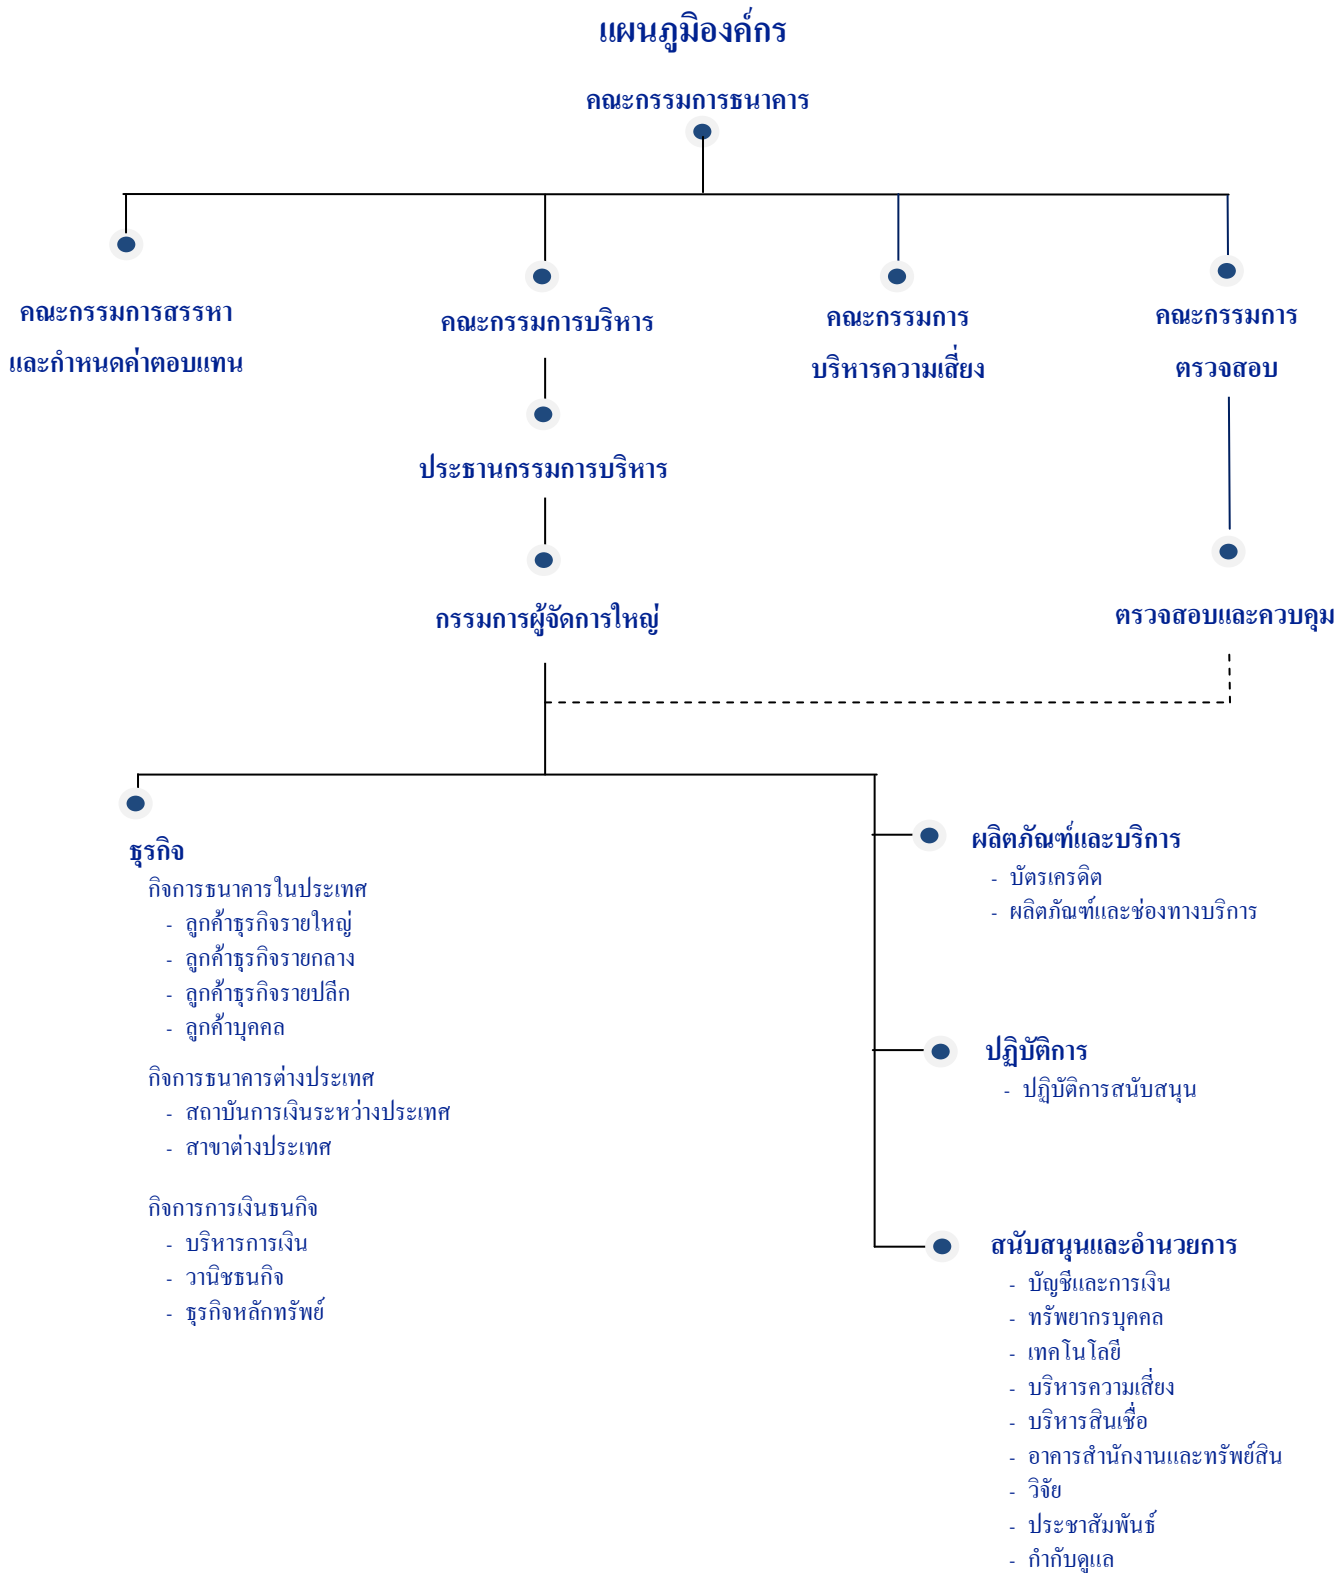 แผนภูมิองค์กร
คณะกรรมการธนาคาร
คณะกรรมการสรรหา
และกำหนดค่าตอบแทน
คณะกรรมการบริหาร
คณะกรรมการ
บริหารความเสี่ยง
คณะกรรมการ
ตรวจสอบ
ประธานกรรมการบริหาร
กรรมการผู้จัดการใหญ่
ตรวจสอบและควบคุม
ธุรกิจ
กิจการธนาคารในประเทศ
- ลูกค้าธุรกิจรายใหญ่
- ลูกค้าธุรกิจรายกลาง
- ลูกค้าธุรกิจรายปลีก
- ลูกค้าบุคคล
กิจการธนาคารต่างประเทศ
- สถาบันการเงินระหว่างประเทศ
- สาขาต่างประเทศ
กิจการการเงินธนกิจ
- บริหารการเงิน
- วานิชธนกิจ
- ธุรกิจหลักทรัพย์
ผลิตภัณฑ์และบริการ
- บัตรเครดิต
- ผลิตภัณฑ์และช่องทางบริการ
ปฏิบัติการ
- ปฏิบัติการสนับสนุน
สนับสนุนและอำนวยการ
- บัญชีและการเงิน
- ทรัพยากรบุคคล
- เทคโนโลยี
- บริหารความเสี่ยง
- บริหารสินเชื่อ
- อาคารสำนักงานและทรัพย์สิน
- วิจัย
- ประชาสัมพันธ์
- กำกับดูแล